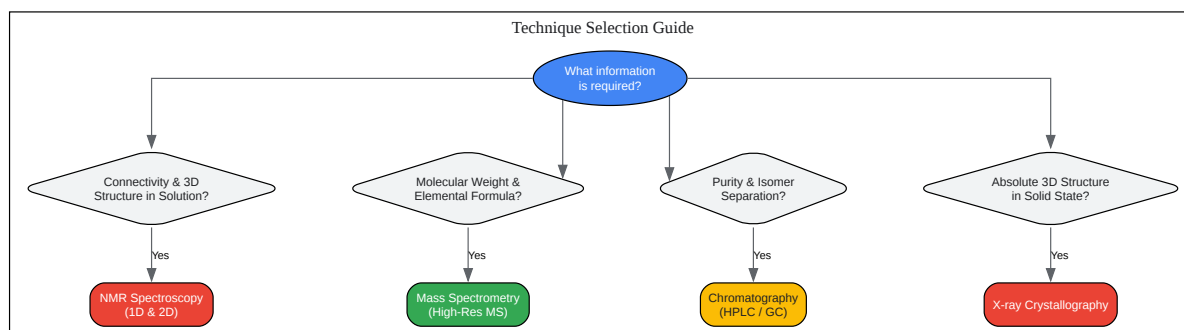 Technique Selection Guide
What information
is required?
Connectivity & 3D
Structure in Solution?
Molecular Weight &
Elemental Formula?
Purity & Isomer
Separation?
Absolute 3D Structure
in Solid State?
Yes
Yes
Yes
Yes
NMR Spectroscopy
(1D & 2D)
Mass Spectrometry
(High-Res MS)
Chromatography
(HPLC / GC)
X-ray Crystallography